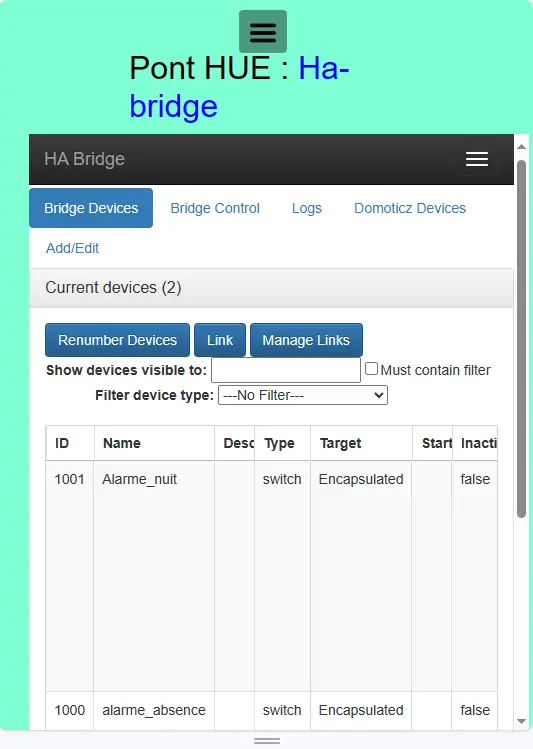 Pont HUE : Ha-
bridge
HA Bridge
Bridge Devices Bridge Control Logs Domoticz Devices
Add/Edit
Current devices (2)
Renumber Devices Link Manage Links
Show devices visible to: Must contain filter
Filter device type: ---No Filter---
ID Name Desc Type Target Start Inacti
1001 Alarme_nuit switch Encapsulated false
1000 alarme_absence switch Encapsulated false